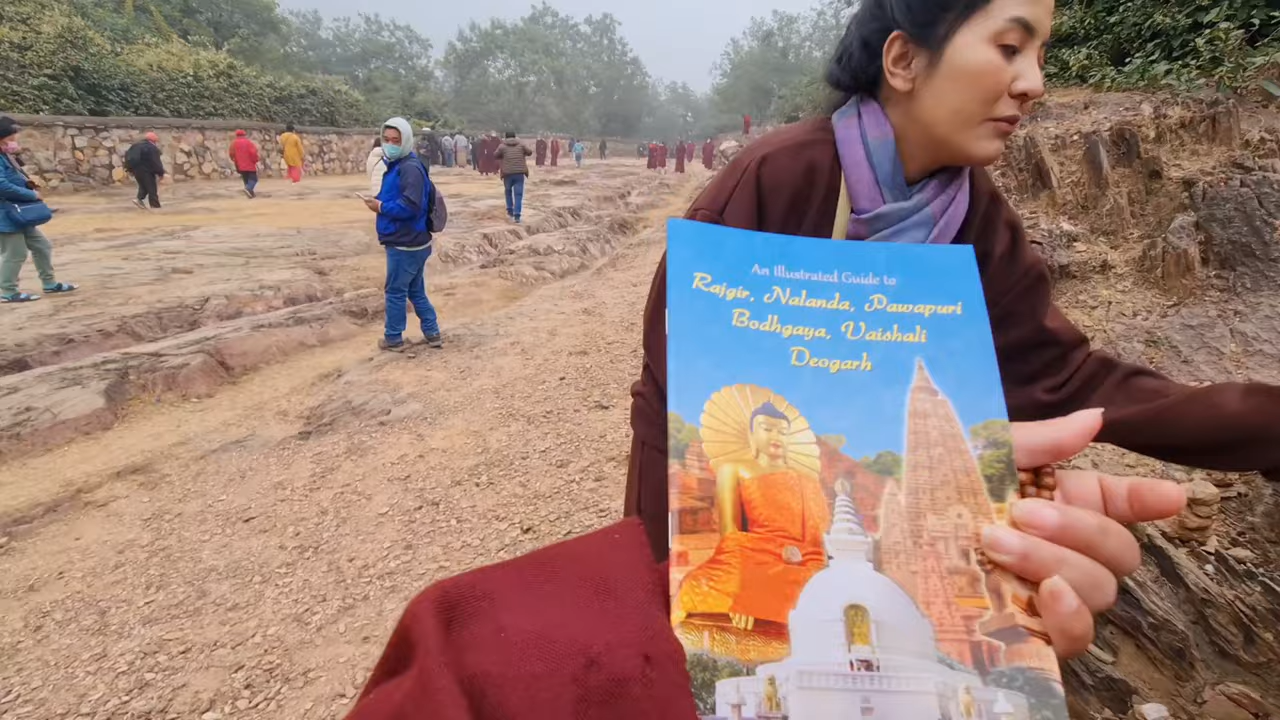 An Illustrated Guide to
Rajgir, Nalanda, Pawapuri
Bodhgaya, Vaishali
Deogarh